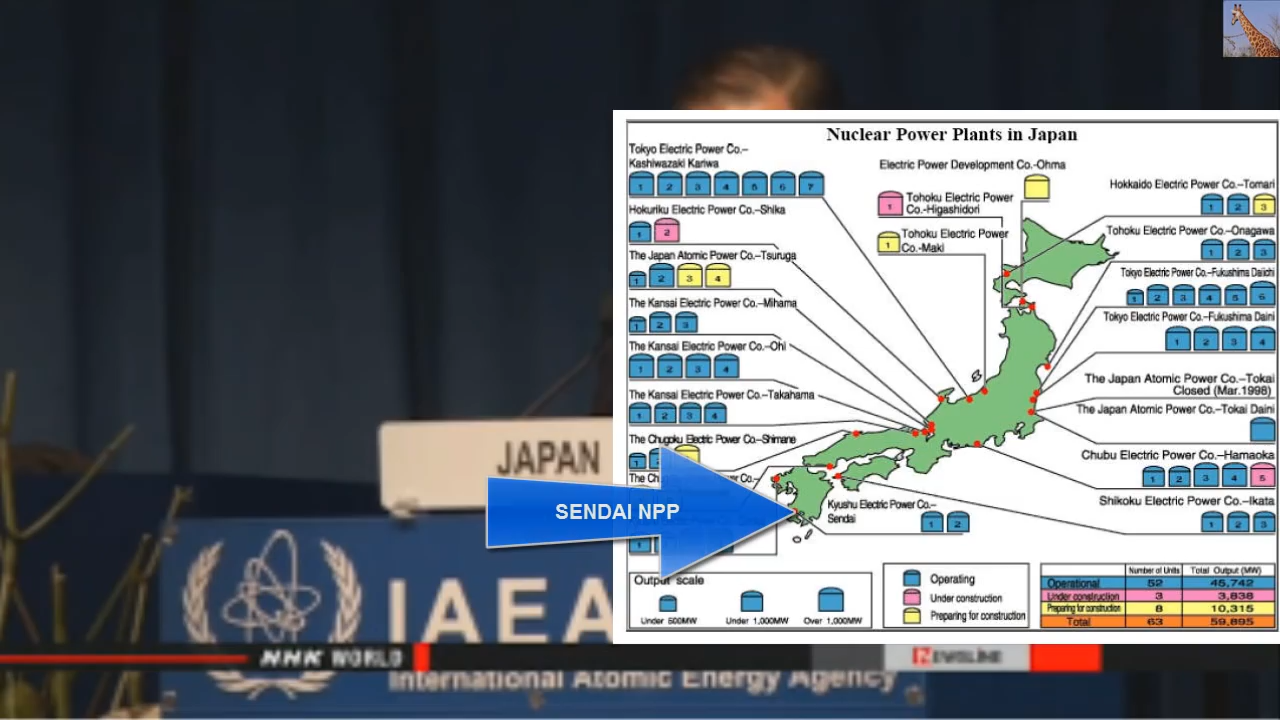 Nuclear Power Plants in Japan
Tokyo Electric Power Co.–
Kashiwazaki Kariwa
1 2 3 4 5 6 7
Hokuriku Electric Power Co.–Shika
1 2
The Japan Atomic Power Co.–Tsuruga
1 2 3 4
The Kansai Electric Power Co.–Mihama
1 2 3
The Kansai Electric Power Co.–Ohi
1 2 3 4
The Kansai Electric Power Co.–Takahama
1 2 3 4
The Chugoku Electric Power Co.–Shimane
1
Electric Power Development Co.-Ohma
1 Tohoku Electric Power
Co.-Higashidori
1 Tohoku Electric Power
Co.-Maki
Hokkaido Electric Power Co.–Tomari
1 2 3
Tohoku Electric Power Co.–Onagawa
1 2 3
Tokyo Electric Power Co.–Fukushima Daiichi
1 2 3 4 5 6
Tokyo Electric Power Co.–Fukushima Daini
1 2 3 4
The Japan Atomic Power Co.–Tokai
Closed (Mar.1998)
The Japan Atomic Power Co.–Tokai Daini
Chubu Electric Power Co.–Hamaoka
1 2 3 4 5
Shikoku Electric Power Co.–Ikata
1 2 3
Kyushu Electric Power Co.–
Sendai
1 2
SENDAI NPP
Output scale
Under 500MW Under 1,000MW Over 1,000MW
Operating
Under construction
Preparing for construction
Number of Units Total Output (MW)
Operational 52 45,742
Under construction 3 3,838
Preparing for construction 8 10,315
Total 63 59,895
JAPAN
IAEA
NHK WORLD
NEWSLINE
International Atomic Energy Agency